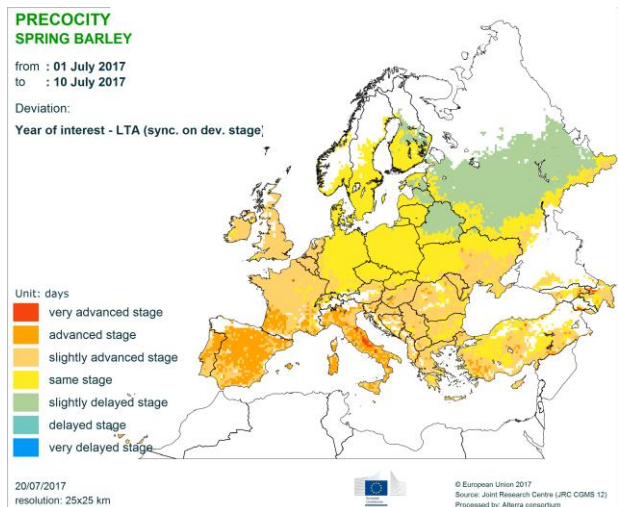 PRECOCITY
SPRING BARLEY
from : 01 July 2017
to : 10 July 2017
Deviation:
Year of interest - LTA (sync. on dev. stage)
Unit: days
very advanced stage
advanced stage
slightly advanced stage
same stage
slightly delayed stage
delayed stage
very delayed stage
20/07/2017
resolution: 25x25 km
European
Commission
© European Union 2017
Source: Joint Research Centre (JRC CGMS 12)
Processed by: Alterra consortium